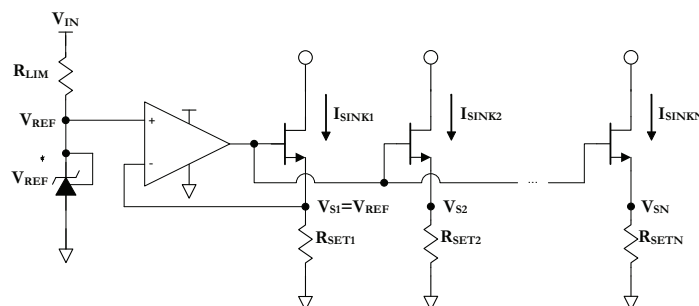 VIN
RLIM
VREF
+
-
VREF
ISINK1
ISINK2
ISINKN
...
VS1=VREF
VS2
VSN
RSET1
RSET2
RSETN